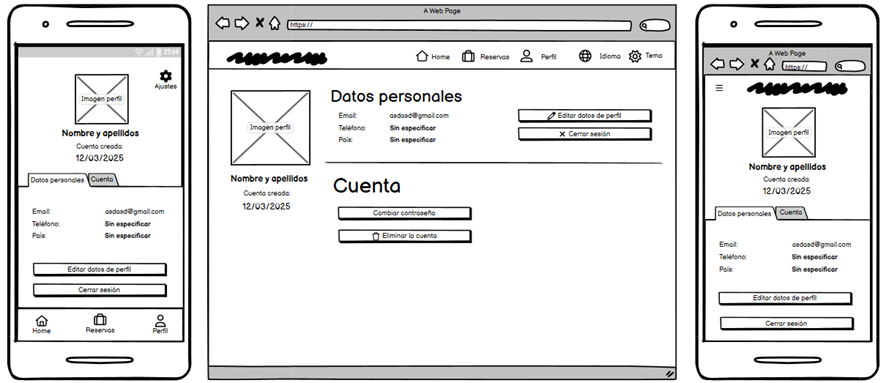 21:34
Ajustes
Imagen perfil
Nombre y apellidos
Cuenta creada:
12/03/2025
Datos personales
Cuenta
Email: asdasd@gmail.com
Teléfono: Sin especificar
País: Sin especificar
Editar datos de perfil
Cerrar sesión
Home
Reservas
Perfil
A Web Page
https://
Home
Reservas
Perfil
Idioma
Tema
Imagen perfil
Nombre y apellidos
Cuenta creada:
12/03/2025
Datos personales
Email: asdasd@gmail.com
Teléfono: Sin especificar
País: Sin especificar
Editar datos de perfil
Cerrar sesión
Cuenta
Cambiar contraseña
Eliminar la cuenta
A Web Page
https://
Imagen perfil
Nombre y apellidos
Cuenta creada:
12/03/2025
Datos personales
Cuenta
Email: asdasd@gmail.com
Teléfono: Sin especificar
País: Sin especificar
Editar datos de perfil
Cerrar sesión